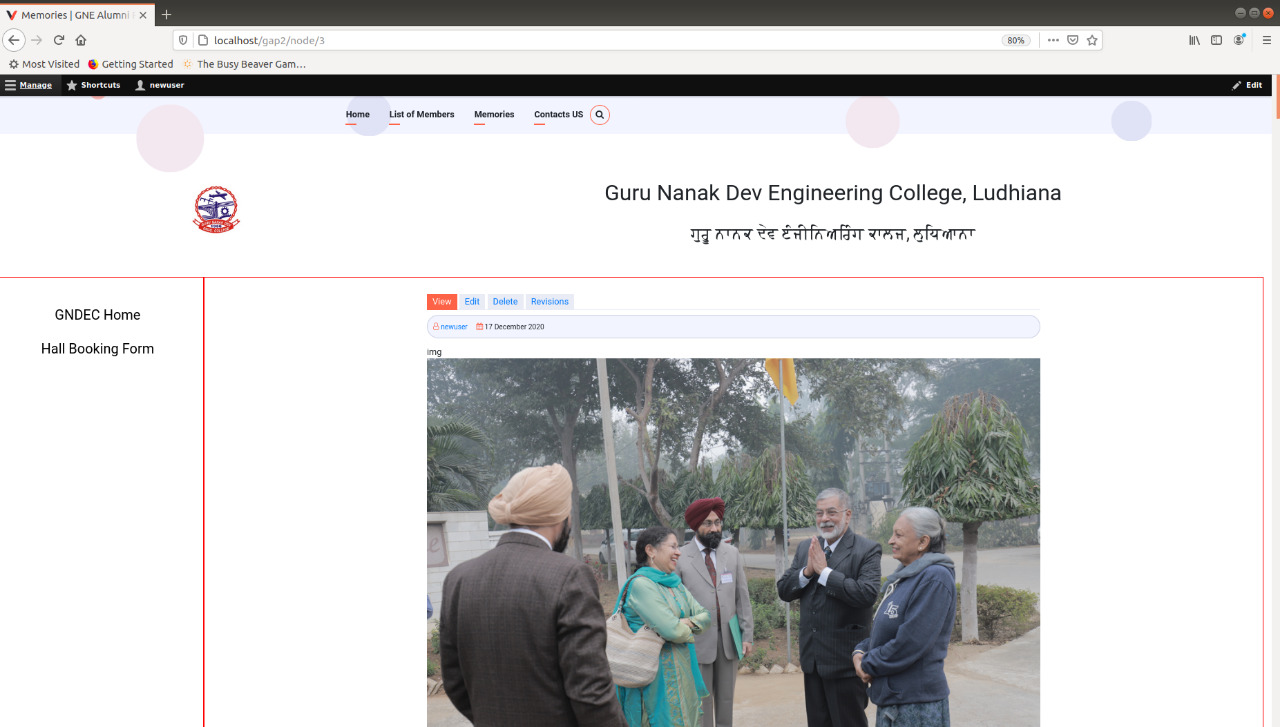 Memories | GNE Alumni
localhost/gap2/node/3
80%
Most Visited
Getting Started
The Busy Beaver Gam...
Manage
Shortcuts
newuser
Edit
Home
List of Members
Memories
Contacts US
Guru Nanak Dev Engineering College, Ludhiana
ਗੁਰੂ ਨਾਨਕ ਦੇਵ ਇੰਜੀਨਿਅਰਿੰਗ ਕਾਲਜ, ਲੁਧਿਆਨਾ
GNDEC Home
Hall Booking Form
View
Edit
Delete
Revisions
newuser
17 December 2020
img